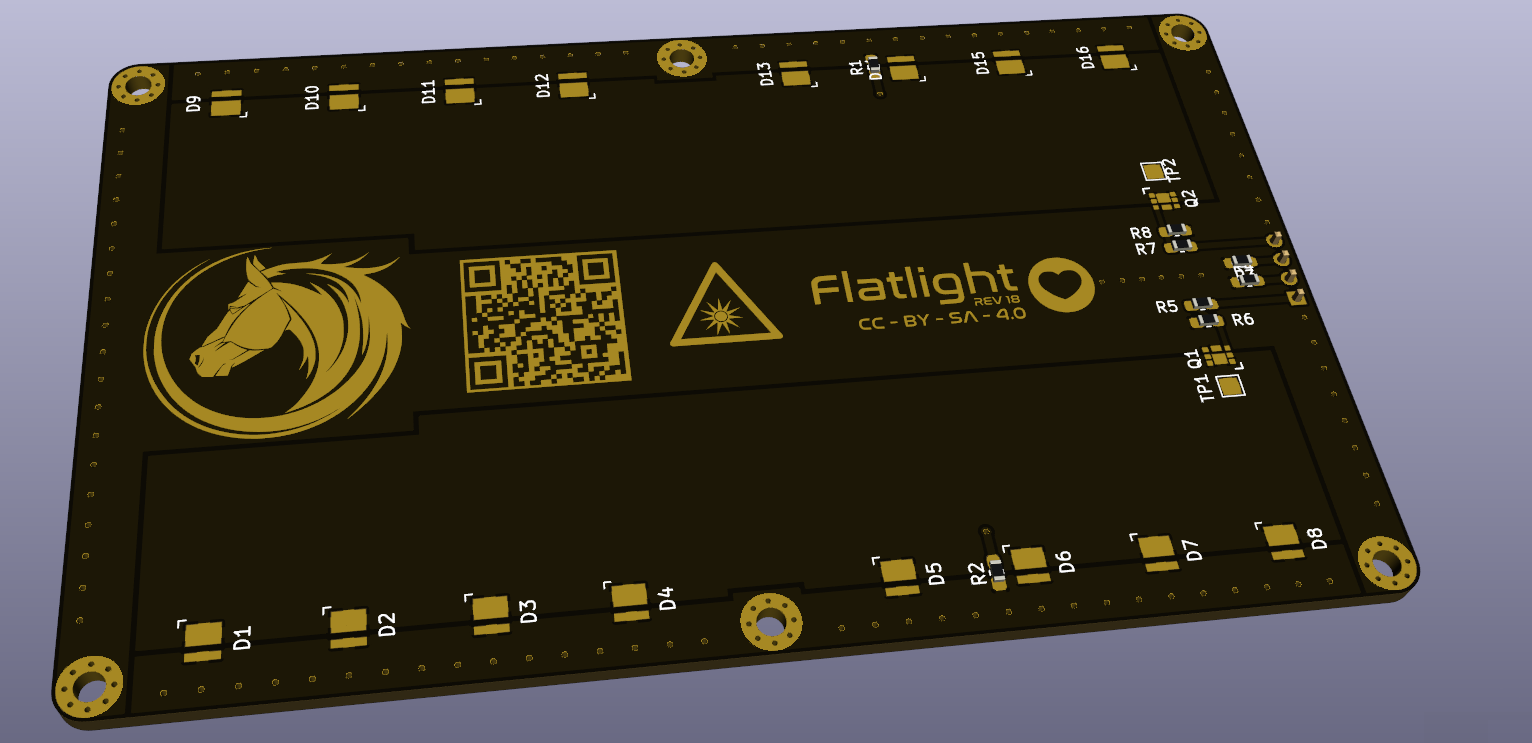 D9
D10
D11
D12
D13
R1
D15
D16
TP2
Q2
R8
R7
Flatlight
REV 18
CC - BY - SA - 4.0
R5
R6
Q1
TP1
D1
D2
D3
D4
D5
R2
D6
D7
D8